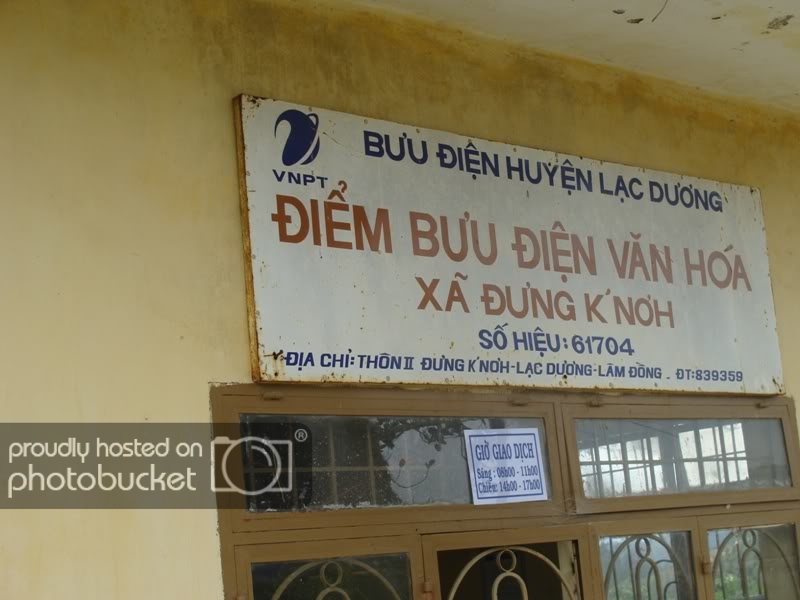 VNPT
BƯU ĐIỆN HUYỆN LẠC DƯƠNG
ĐIỂM BƯU ĐIỆN VĂN HÓA
XÃ ĐƯNG K'NƠH
SỐ HIỆU: 61704
ĐỊA CHỈ: THÔN II ĐƯNG K'NƠH-LẠC DƯƠNG-LÂM ĐỒNG. ĐT:839359
GIỜ GIAO DỊCH
Sáng : 08h00 - 11h00
Chiều: 14h00 - 17h00
proudly hosted on
photobucket ®